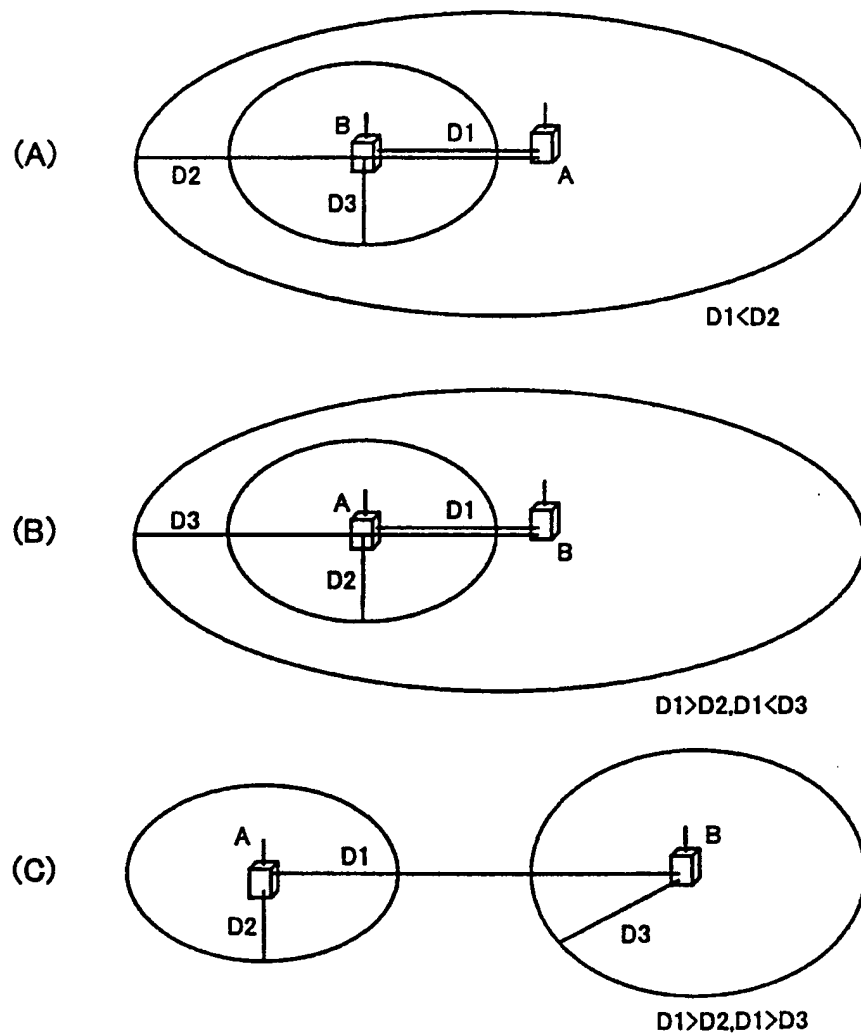 (A)
B
D1
D2
A
D3
D1<D2
(B)
A
D1
D3
B
D2
D1>D2,D1<D3
(C)
A
B
D1
D2
D3
D1>D2,D1>D3